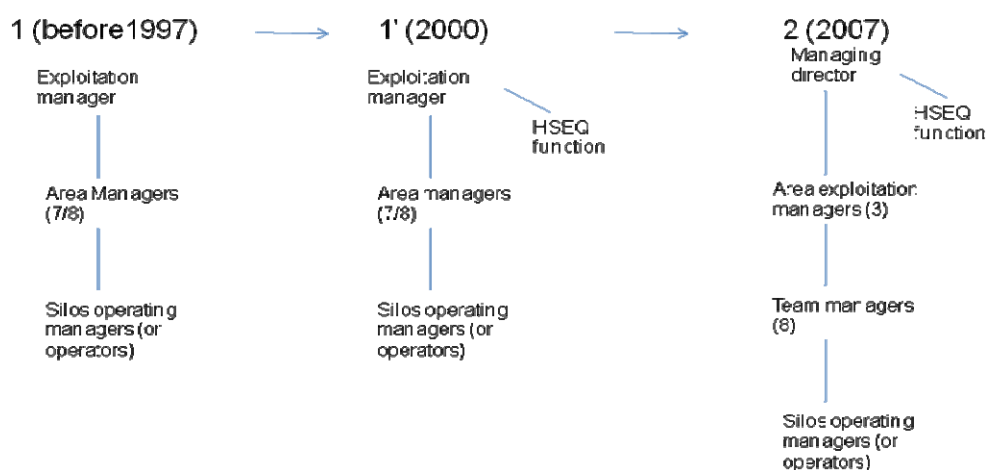 1 (before 1997)
Exploitation
manager
Area Managers
(7/8)
Silos operating
managers (or
operators)
1' (2000)
Exploitation
manager
HSEQ
function
Area managers
(7/8)
Silos operating
managers (or
operators)
2 (2007)
Managing
director
HSEQ
function
Area exploitation
managers (3)
Team managers
(8)
Silos operating
managers (or
operators)